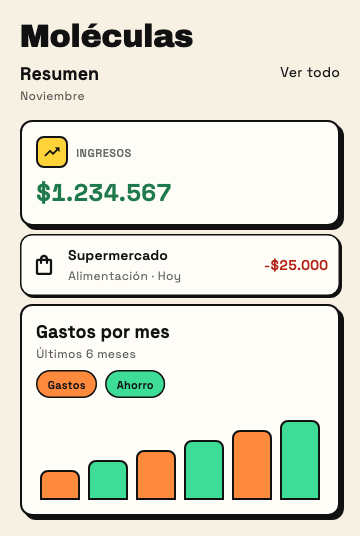 Moléculas
Resumen
Ver todo
Noviembre
INGRESOS
$1.234.567
Supermercado
Alimentación · Hoy
-$25.000
Gastos por mes
Últimos 6 meses
Gastos
Ahorro